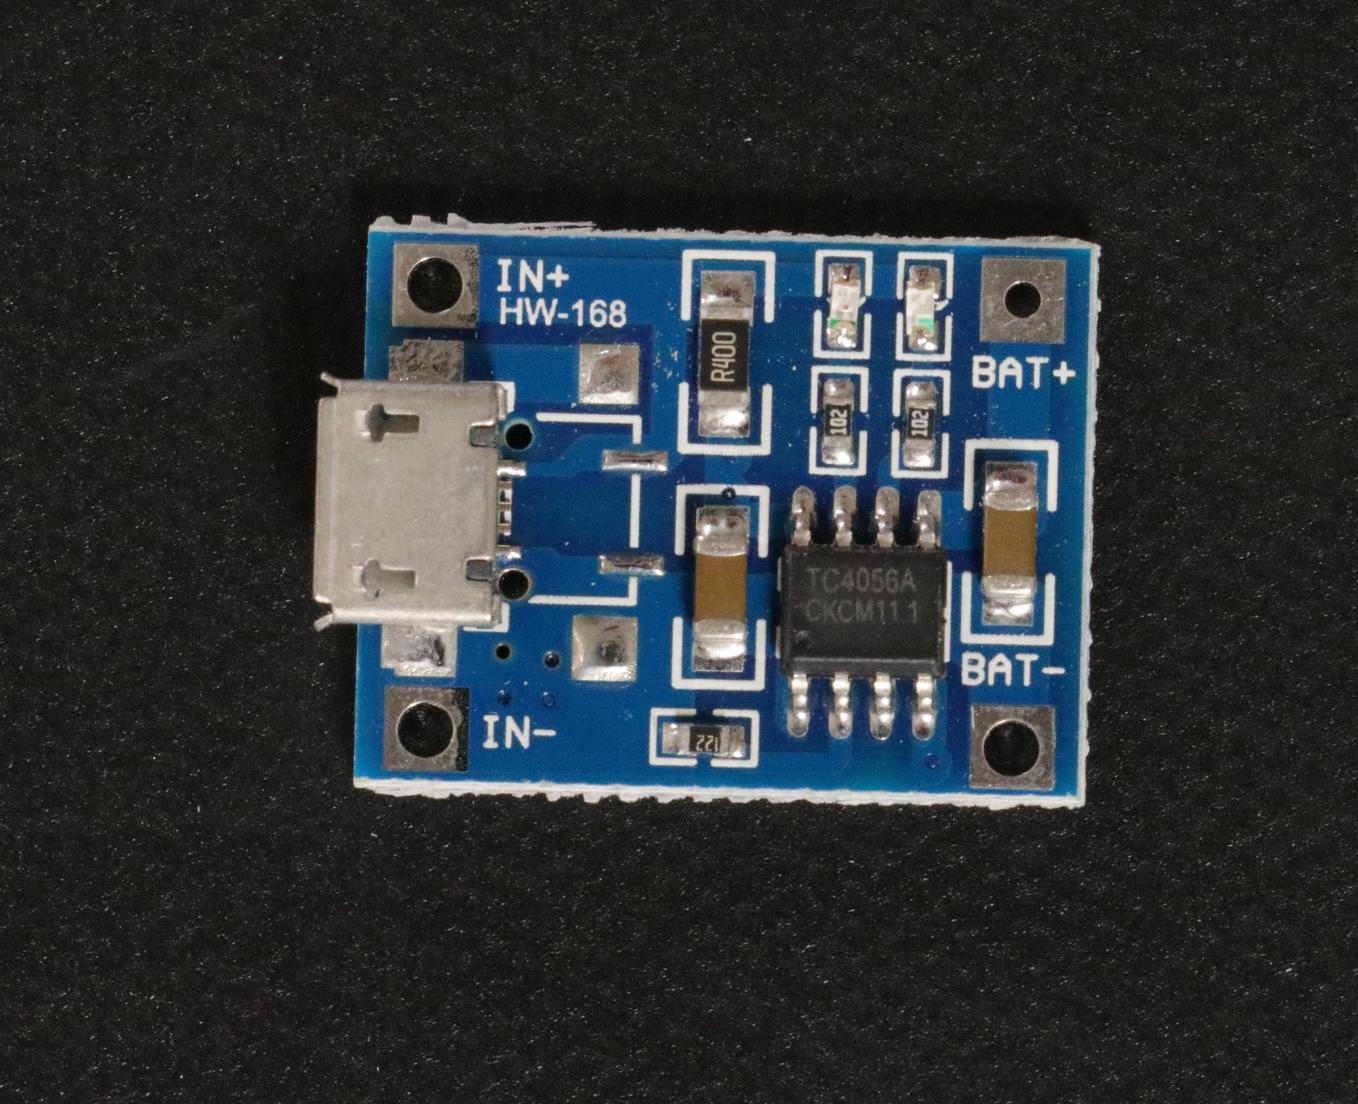 IN+
HW-168
R400
102
102
BAT+
TC4056A
CKCM11 1
BAT-
IN-
122